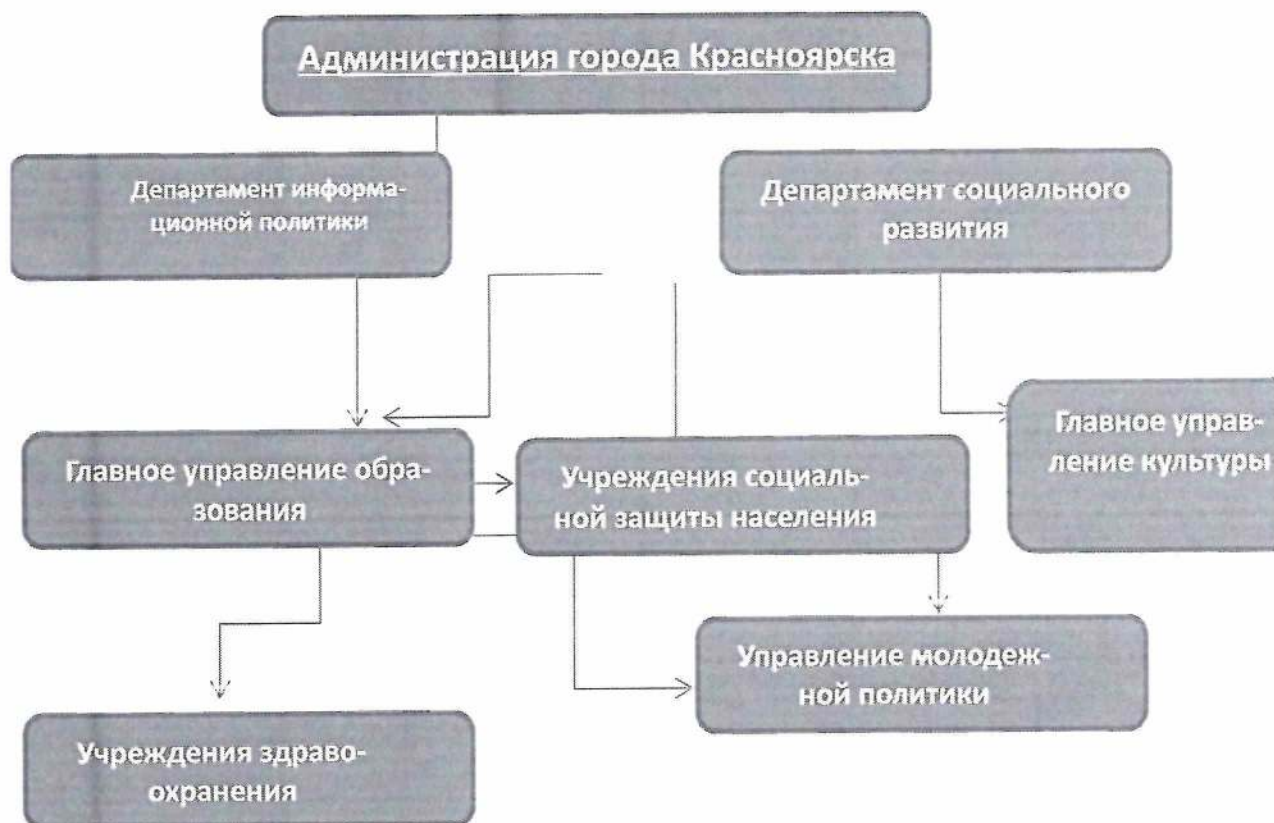 Администрация города Красноярска
Департамент информа-
ционной политики
Департамент социального
развития
Главное управ-
ление культуры
Главное управление обра-
зования
Учреждения социаль-
ной защиты населения
Управление молодеж-
ной политики
Учреждения здраво-
охранения